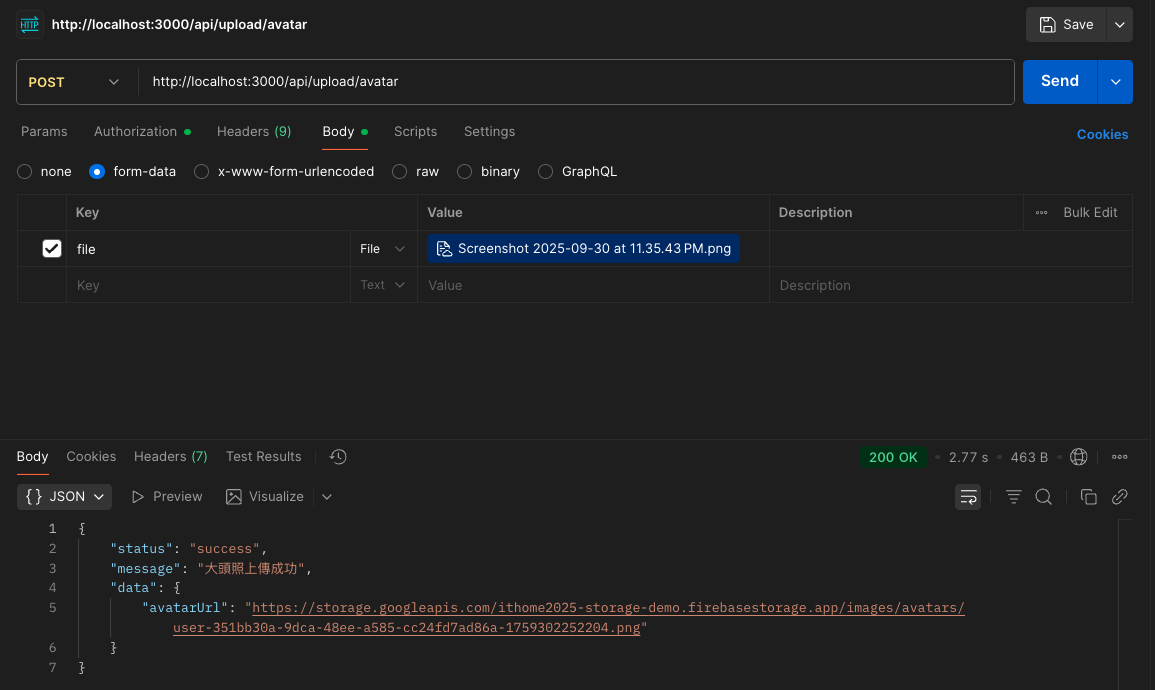 HTTP http://localhost:3000/api/upload/avatar Save
POST http://localhost:3000/api/upload/avatar Send
Params Authorization Headers (9) Body Scripts Settings Cookies
none form-data x-www-form-urlencoded raw binary GraphQL
Key Value Description Bulk Edit
file File Screenshot 2025-09-30 at 11.35.43 PM.png
Key Text Value Description
Body Cookies Headers (7) Test Results 200 OK 2.77 s 463 B
{} JSON Preview Visualize
1 {
2 "status": "success",
3 "message": "大頭照上傳成功",
4 "data": {
5 "avatarUrl": "https://storage.googleapis.com/ithome2025-storage-demo.firebasestorage.app/images/avatars/
user-351bb30a-9dca-48ee-a585-cc24fd7ad86a-1759302252204.png"
6 }
7 }